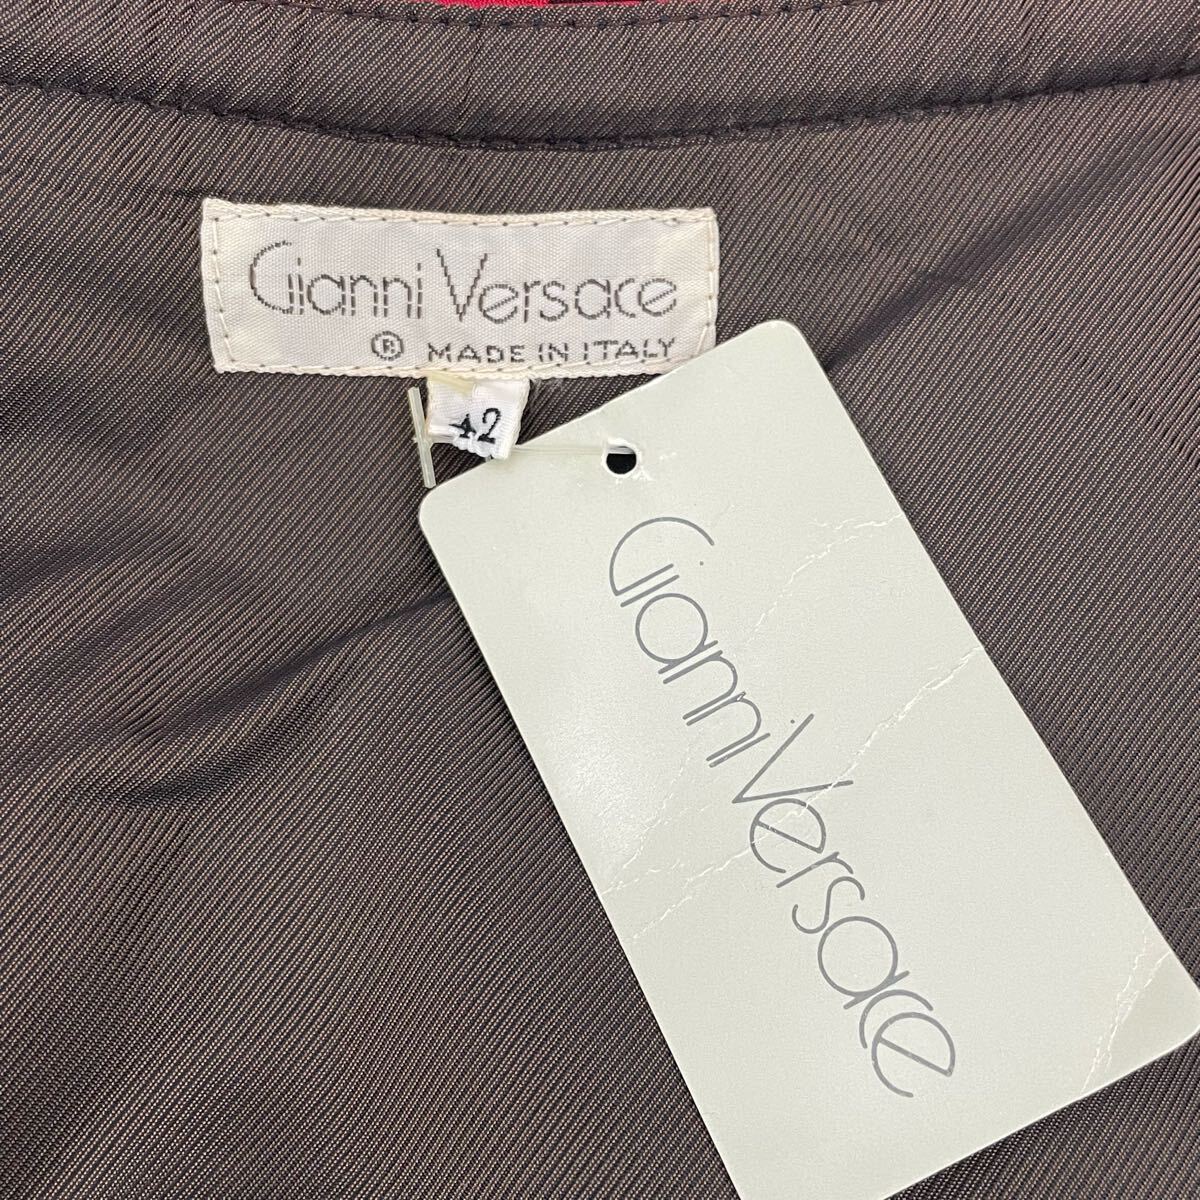 Gianni Versace
® MADE IN ITALY
42
Gianni Versace